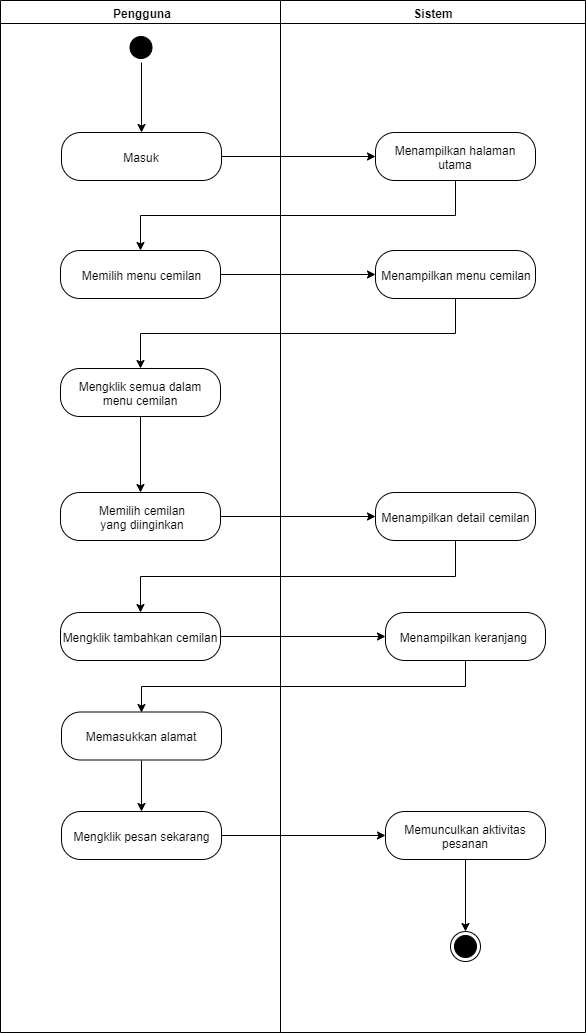 Pengguna
Sistem
Masuk
Menampilkan halaman
utama
Memilih menu cemilan
Menampilkan menu cemilan
Mengklik semua dalam
menu cemilan
Memilih cemilan
yang diinginkan
Menampilkan detail cemilan
Mengklik tambahkan cemilan
Menampilkan keranjang
Memasukkan alamat
Mengklik pesan sekarang
Memunculkan aktivitas
pesanan